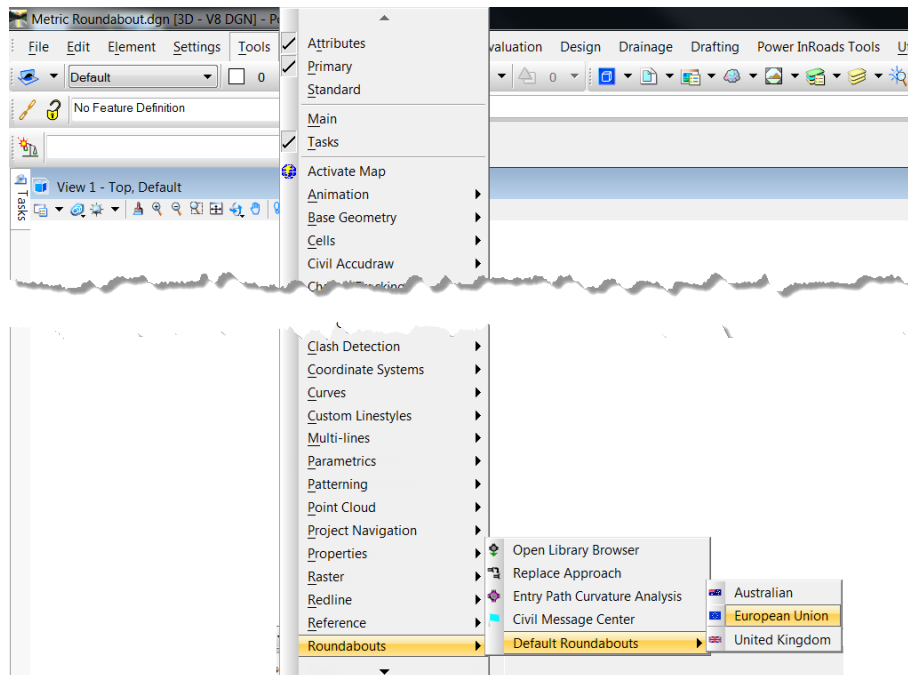 Metric Roundabout.dgn [3D - V8 DGN] - Po
File Edit Element Settings Tools
valuation Design Drainage Drafting Power InRoads Tools U
Default
0
0
No Feature Definition
Tasks
View 1 - Top, Default
Attributes
Primary
Standard
Main
Tasks
Activate Map
Animation
Base Geometry
Cells
Civil Accudraw
Clash Detection
Coordinate Systems
Curves
Custom Linestyles
Multi-lines
Parametrics
Patterning
Point Cloud
Project Navigation
Properties
Raster
Redline
Reference
Roundabouts
Open Library Browser
Replace Approach
Entry Path Curvature Analysis
Civil Message Center
Default Roundabouts
Australian
European Union
United Kingdom